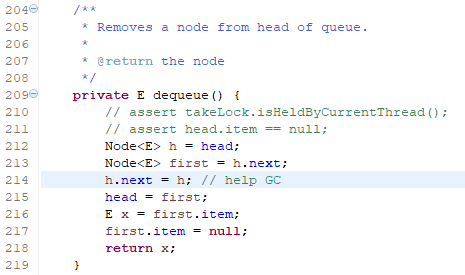 204 /**
205 * Removes a node from head of queue.
206 *
207 * @return the node
208 */
209 private E dequeue() {
210 // assert takeLock.isHeldByCurrentThread();
211 // assert head.item == null;
212 Node<E> h = head;
213 Node<E> first = h.next;
214 h.next = h; // help GC
215 head = first;
216 E x = first.item;
217 first.item = null;
218 return x;
219 }